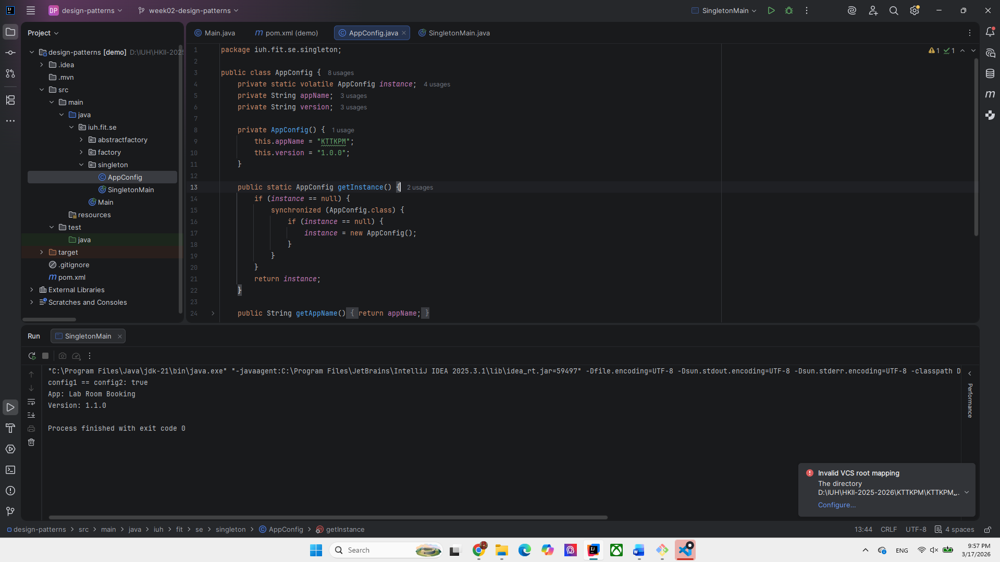 DP design-patterns
week02-design-patterns
SingletonMain
Project
Main.java
pom.xml (demo)
AppConfig.java
SingletonMain.java
design-patterns [demo] D:\IUH\HKII-2025
.idea
.mvn
src
main
java
iuh.fit.se
abstractfactory
factory
singleton
AppConfig
SingletonMain
Main
resources
test
java
target
.gitignore
pom.xml
External Libraries
Scratches and Consoles
1 1
1 package iuh.fit.se.singleton;
2
3 public class AppConfig { 8 usages
4 private static volatile AppConfig instance; 4 usages
5 private String appName; 3 usages
6 private String version; 3 usages
7
8 private AppConfig() { 1 usage
9 this.appName = "KTTKPM";
10 this.version = "1.0.0";
11 }
12
13 public static AppConfig getInstance() { 2 usages
14 if (instance == null) {
15 synchronized (AppConfig.class) {
16 if (instance == null) {
17 instance = new AppConfig();
18 }
19 }
20 }
21 return instance;
22 }
23
24 public String getAppName() { return appName; }
Run
SingletonMain
"C:\Program Files\Java\jdk-21\bin\java.exe" "-javaagent:C:\Program Files\JetBrains\IntelliJ IDEA 2025.3.1\lib\idea_rt.jar=59497" -Dfile.encoding=UTF-8 -Dsun.stdout.encoding=UTF-8 -Dsun.stderr.encoding=UTF-8 -classpath D
config1 == config2: true
App: Lab Room Booking
Version: 1.1.0
Process finished with exit code 0
Performance
Invalid VCS root mapping
The directory
D:\IUH\HKII-2025-2026\KTTKPM\KTTKPM_...
Configure...
design-patterns > src > main > java > iuh > fit > se > singleton > AppConfig > getInstance
13:44 CRLF UTF-8 4 spaces
Search
ENG
9:57 PM
3/17/2026